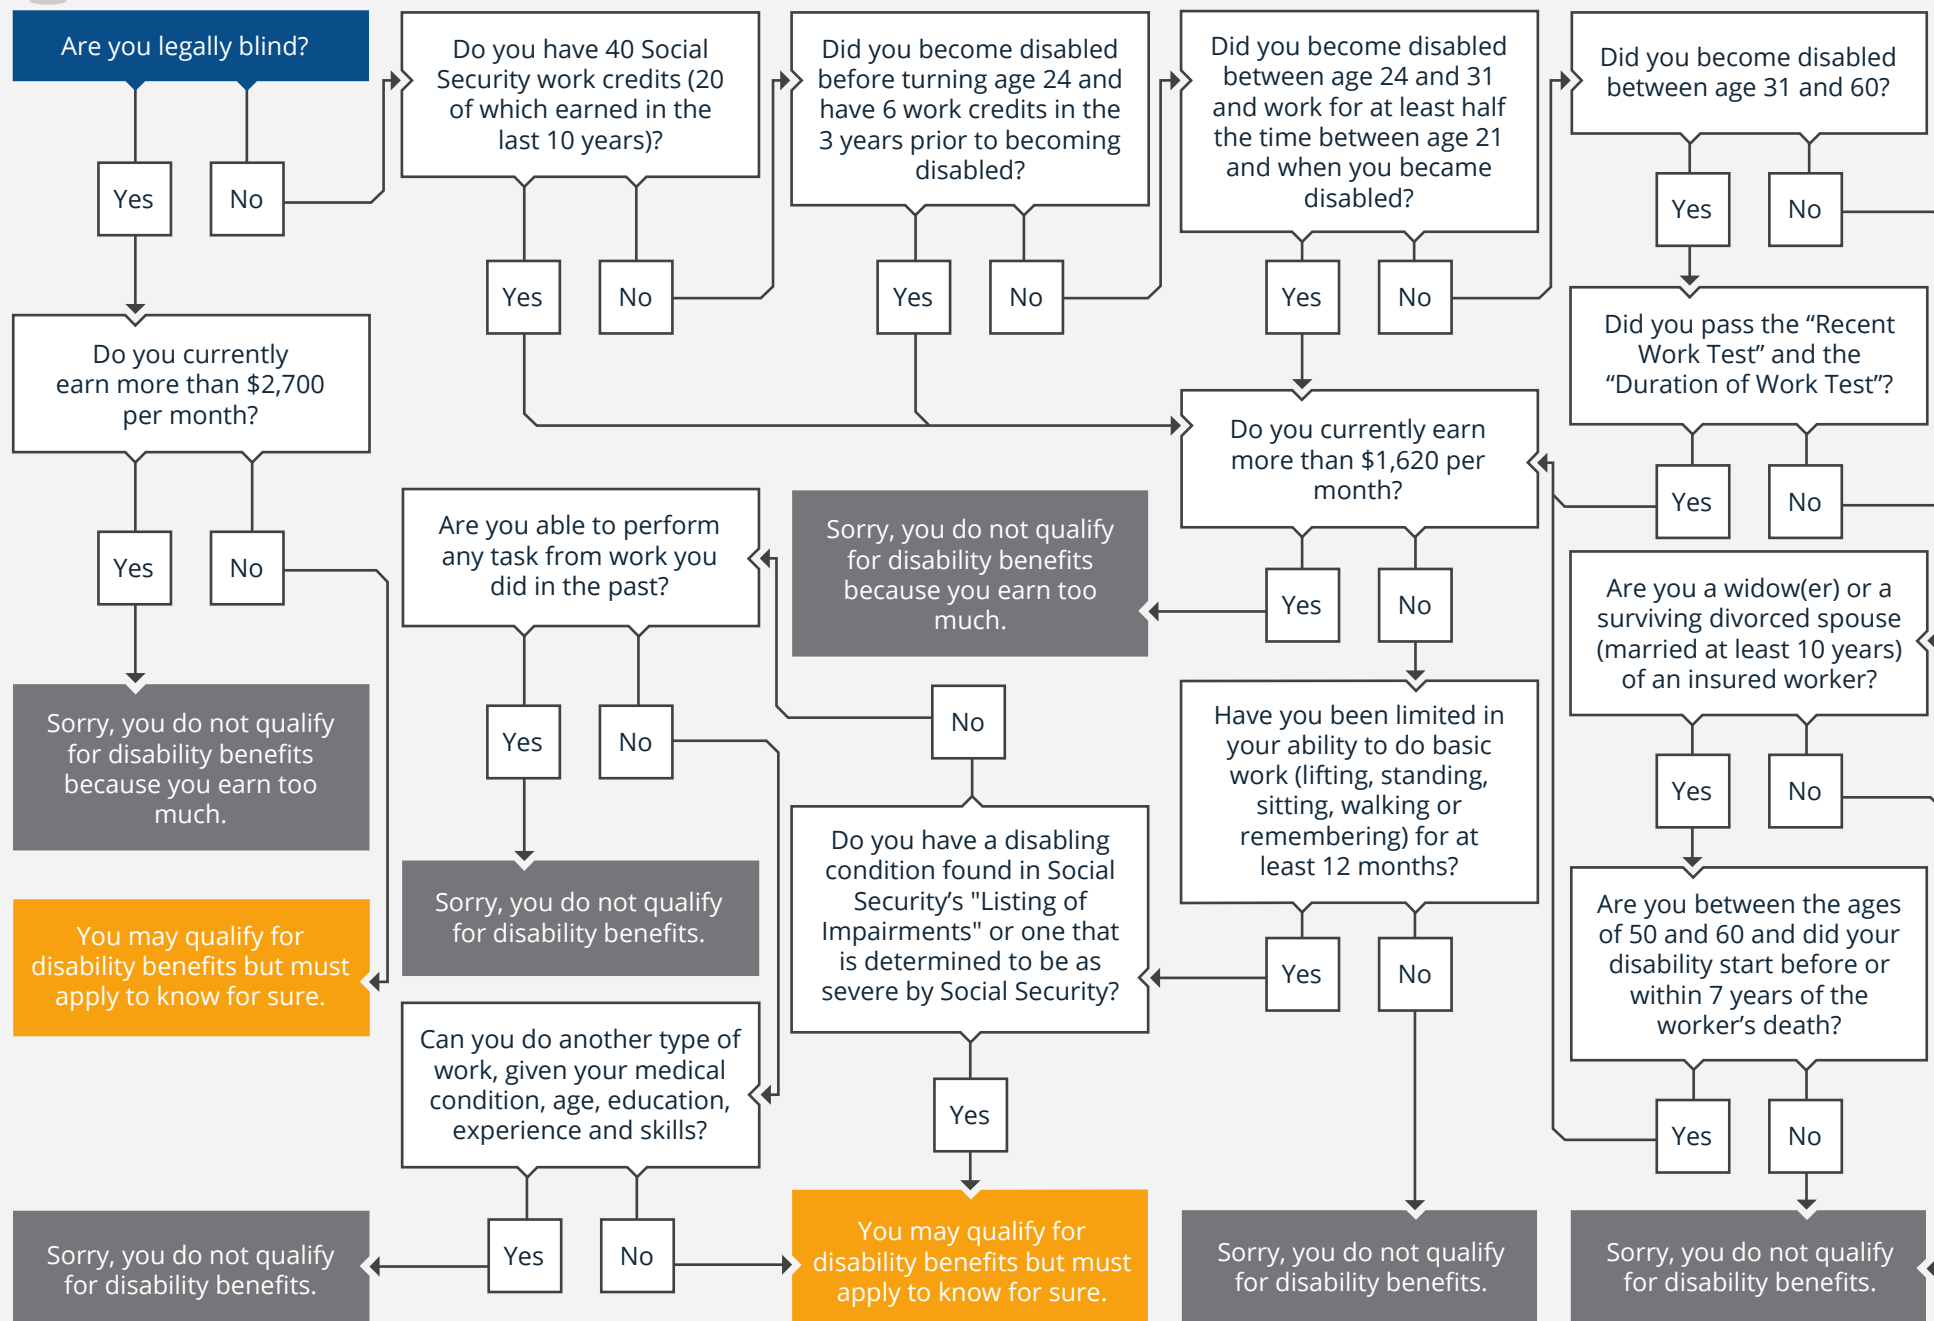 Are you legally blind?
Yes
No
Do you have 40 Social
Security work credits (20
of which earned in the
last 10 years)?
Yes
No
Did you become disabled
before turning age 24 and
have 6 work credits in the
3 years prior to becoming
disabled?
Yes
No
Did you become disabled
between age 24 and 31
and work for at least half
the time between age 21
and when you became
disabled?
Yes
No
Did you become disabled
between age 31 and 60?
Yes
No
Do you currently
earn more than $2,700
per month?
Yes
No
Did you pass the “Recent
Work Test” and the
“Duration of Work Test”?
Yes
No
Do you currently earn
more than $1,620 per
month?
Yes
No
Are you able to perform
any task from work you
did in the past?
Yes
No
Sorry, you do not qualify
for disability benefits
because you earn too
much.
Are you a widow(er) or a
surviving divorced spouse
(married at least 10 years)
of an insured worker?
Yes
No
Sorry, you do not qualify
for disability benefits
because you earn too
much.
No
Have you been limited in
your ability to do basic
work (lifting, standing,
sitting, walking or
remembering) for at
least 12 months?
Yes
No
Do you have a disabling
condition found in Social
Security’s "Listing of
Impairments" or one that
is determined to be as
severe by Social Security?
Yes
Sorry, you do not qualify
for disability benefits.
Are you between the ages
of 50 and 60 and did your
disability start before or
within 7 years of the
worker’s death?
Yes
No
You may qualify for
disability benefits but must
apply to know for sure.
Can you do another type of
work, given your medical
condition, age, education,
experience and skills?
Yes
No
Sorry, you do not qualify
for disability benefits.
You may qualify for
disability benefits but must
apply to know for sure.
Sorry, you do not qualify
for disability benefits.
Sorry, you do not qualify
for disability benefits.